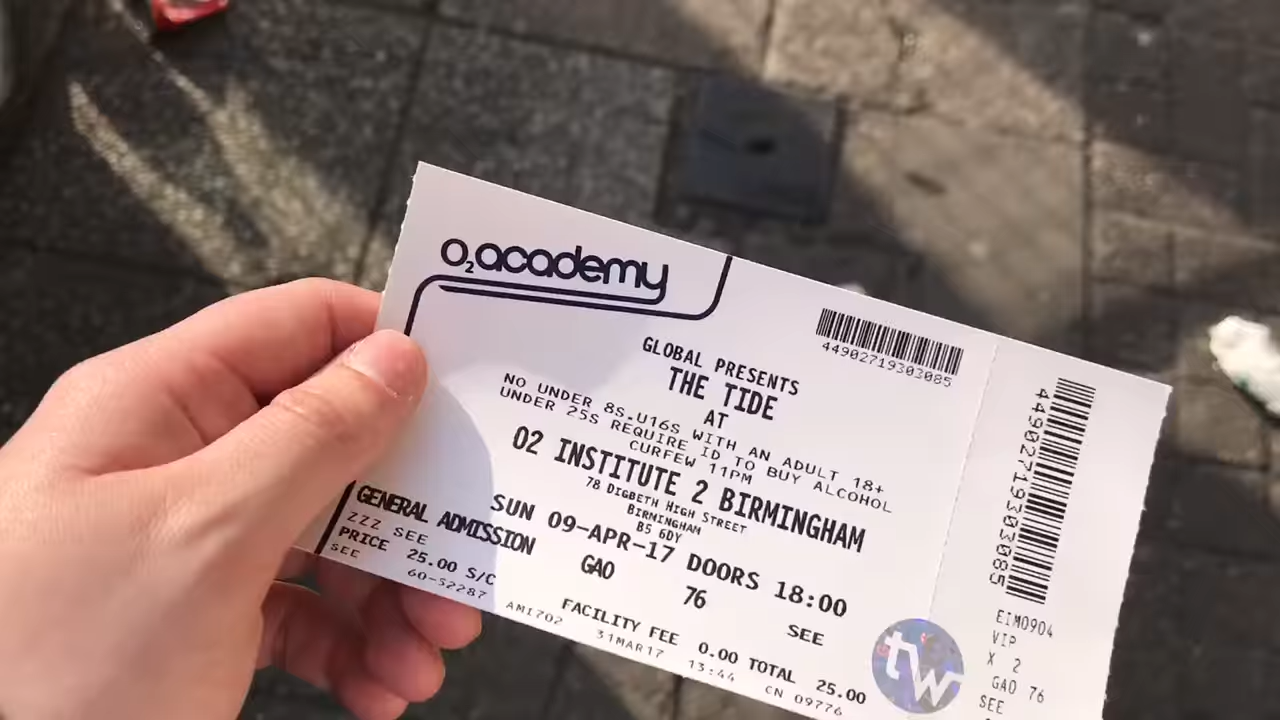 O2 academy
44902719303085
GLOBAL PRESENTS
THE TIDE
AT
NO UNDER 8S.U16S WITH AN ADULT 18+
UNDER 25S REQUIRE ID TO BUY ALCOHOL
CURFEW 11PM
O2 INSTITUTE 2 BIRMINGHAM
78 DIGBETH HIGH STREET
BIRMINGHAM
B5 6DY
SUN 09-APR-17 DOORS 18:00
GENERAL ADMISSION GAO 76 SEE
ZZZ SEE
PRICE 25.00 S/C FACILITY FEE 0.00 TOTAL 25.00
SEE 60-52287 AMI702 31MAR17 13:44 CN 09776
tw
44902719303085
EIM0904
VIP
X 2
GAO 76
SEE